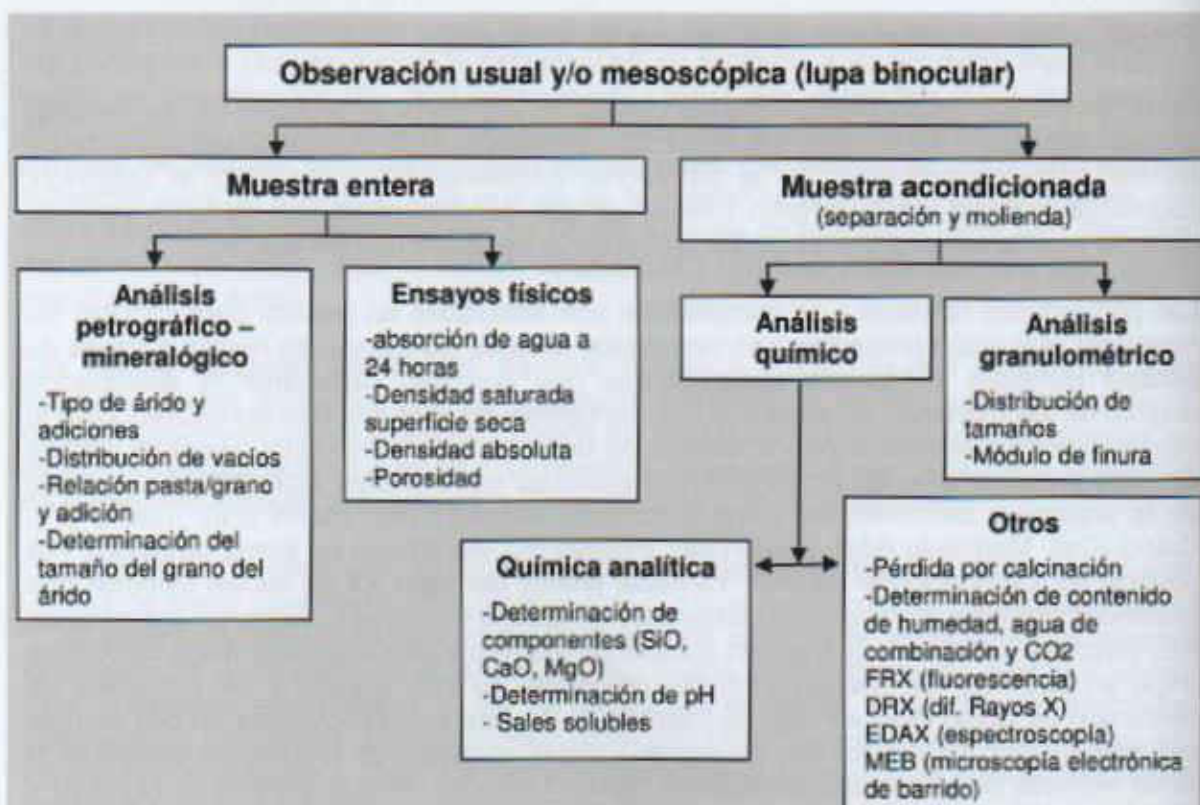 Observación usual y/o mesoscópica (lupa binocular)
Muestra entera
Muestra acondicionada
(separación y molienda)
Análisis
petrográfico –
mineralógico
-Tipo de árido y
adiciones
-Distribución de vacíos
-Relación pasta/grano
y adición
-Determinación del
tamaño del grano del
árido
Ensayos físicos
-absorción de agua a
24 horas
-Densidad saturada
superficie seca
-Densidad absoluta
-Porosidad
Análisis
químico
Análisis
granulométrico
-Distribución de
tamaños
-Módulo de finura
Química analítica
-Determinación de
componentes (SiO,
CaO, MgO)
-Determinación de pH
- Sales solubles
Otros
-Pérdida por calcinación
-Determinación de contenido
de humedad, agua de
combinación y CO2
FRX (fluorescencia)
DRX (dif. Rayos X)
EDAX (espectroscopía)
MEB (microscopía electrónica
de barrido)